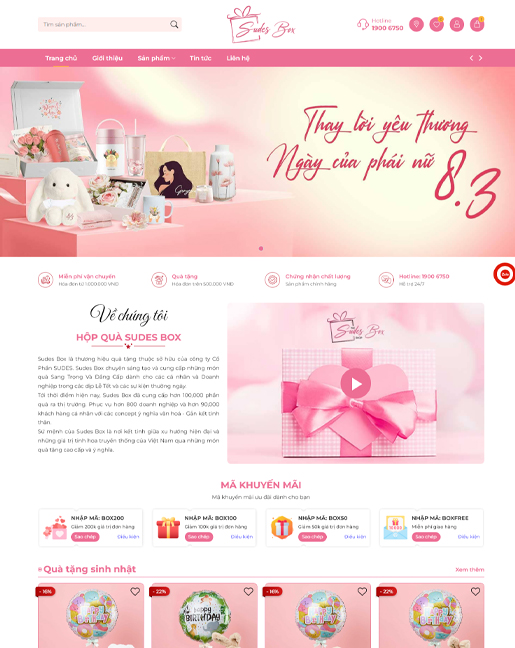 Tìm sản phẩm...
Sudes Box
Hotline
1900 6750
Trang chủ
Giới thiệu
Sản phẩm
Tin tức
Liên hệ
Thay lời yêu thương
Ngày của phái nữ
8.3
Miễn phí vận chuyển
Hóa đơn từ 1.000.000 VND
Quà tặng
Hóa đơn trên 500.000 VND
Chứng nhận chất lượng
Sản phẩm chính hãng
Hotline: 1900 6750
Hỗ trợ 24/7
Về chúng tôi
HỘP QUÀ SUDES BOX
Sudes Box là thương hiệu quà tặng thuộc sở hữu của công ty Cổ
Phần SUDES. Sudes Box chuyên sáng tạo và cung cấp những món
quà Sang Trọng Và Đẳng Cấp dành cho các cá nhân và Doanh
nghiệp trong các dịp Lễ Tết và các sự kiện thường ngày.
Tới thời điểm hiện nay, Sudes Box đã cung cấp hơn 100,000 phần
quà ra thị trường. Phục vụ hơn 800 doanh nghiệp và hơn 90,000
khách hàng cá nhân với các concept ý nghĩa văn hoá - Gắn kết tinh
thần.
Sứ mệnh của Sudes Box là nơi kết tinh giữa xu hướng hiện đại và
những giá trị tinh hoa truyền thống của Việt Nam qua những món
quà tặng cao cấp và ý nghĩa.
Sudes Box
MÃ KHUYẾN MÃI
Mã khuyến mãi ưu đãi dành cho bạn
NHẬP MÃ: BOX200
Giảm 200k giá trị đơn hàng
Sao chép
Điều kiện
NHẬP MÃ: BOX100
Giảm 100k giá trị đơn hàng
Sao chép
Điều kiện
NHẬP MÃ: BOX50
Giảm 50k giá trị đơn hàng
Sao chép
Điều kiện
NHẬP MÃ: BOXFREE
Miễn phí giao hàng
Sao chép
Điều kiện
Quà tặng sinh nhật
Xem thêm
- 16%
- 22%
- 16%
- 22%
Happy
Birthday
Happy
BIRTHDAY
Happy
Birthday
Happy
Birthday